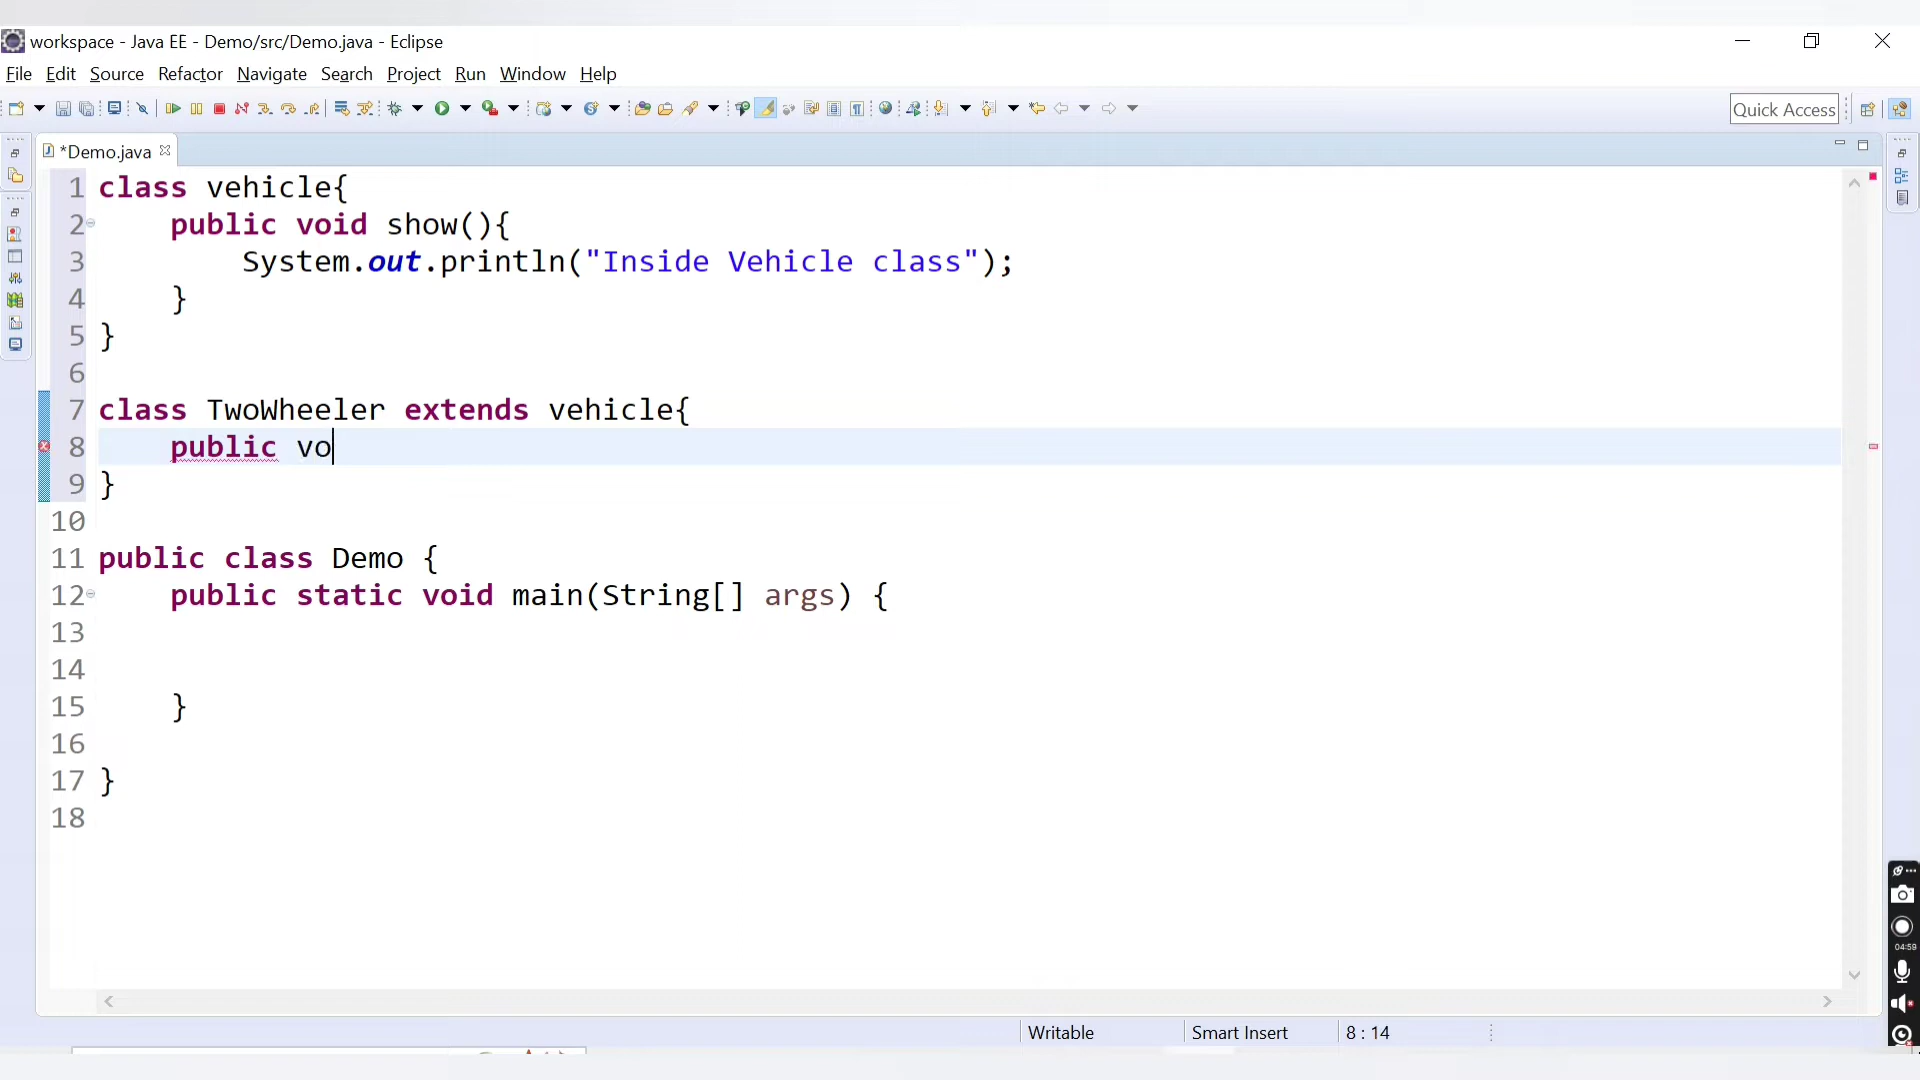 workspace - Java EE - Demo/src/Demo.java - Eclipse
File Edit Source Refactor Navigate Search Project Run Window Help
Quick Access
*Demo.java
1 class vehicle{
2 public void show(){
3 System.out.println("Inside Vehicle class");
4 }
5 }
6
7 class TwoWheeler extends vehicle{
8 public vo
9 }
10
11 public class Demo {
12 public static void main(String[] args) {
13
14
15 }
16
17 }
18
04:59
Writable Smart Insert 8 : 14